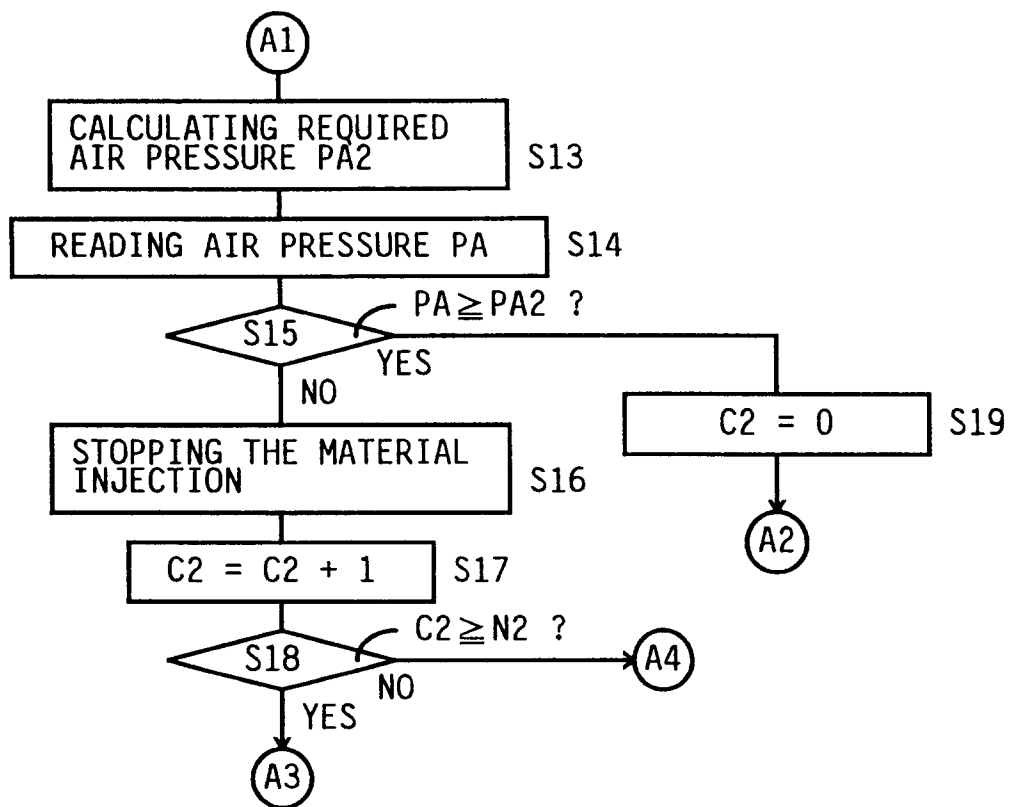 A1
CALCULATING REQUIRED
AIR PRESSURE PA2
S13
READING AIR PRESSURE PA
S14
PA≧PA2 ?
S15
YES
NO
C2 = 0
S19
STOPPING THE MATERIAL
INJECTION
S16
A2
C2 = C2 + 1
S17
C2≧N2 ?
S18
A4
NO
YES
A3